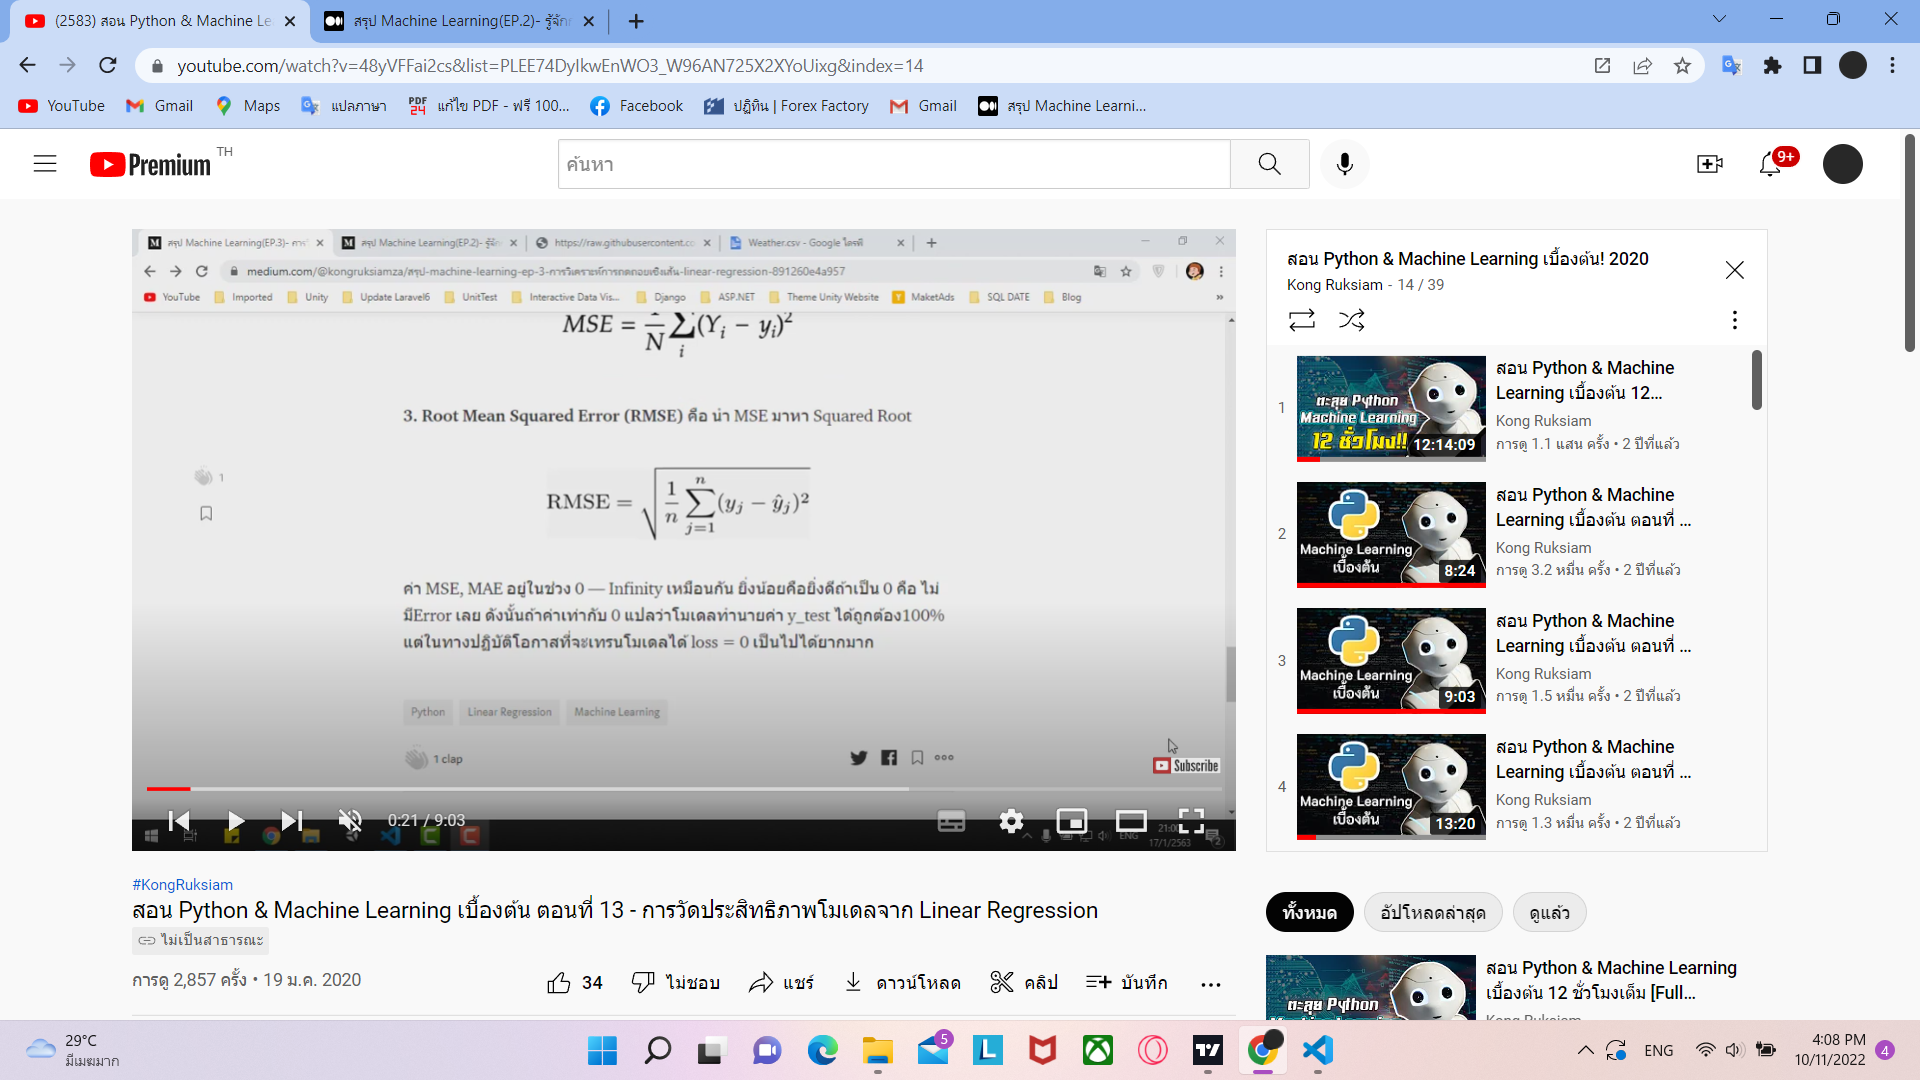 (2583) สอน Python & Machine Le
สรุป Machine Learning(EP.2)- รู้จัก
youtube.com/watch?v=48yVFFai2cs&list=PLEE74DyIkwEnWO3_W96AN725X2XYoUixg&index=14
YouTube
Gmail
Maps
แปลภาษา
แก้ไข PDF - ฟรี 100...
Facebook
ปฏิทิน | Forex Factory
Gmail
สรุป Machine Learni...
Premium TH
ค้นหา
9+
สรุป Machine Learning(EP.3)- การ
สรุป Machine Learning(EP.2)- รู้จัก
https://raw.githubusercontent.co
Weather.csv - Google ไดรฟ์
medium.com/@kongruksiamza/สรุป-machine-learning-ep-3-การวิเคราะห์การถดถอยเชิงเส้น-linear-regression-891260e4a957
YouTube
Imported
Unity
Update Laravel6
UnitTest
Interactive Data Vis...
Django
ASP.NET
Theme Unity Website
MaketAds
SQL DATE
Blog
»
MSE = 1/N ∑i (Yi − yi)²
3. Root Mean Squared Error (RMSE) คือ นำ MSE มาหา Squared Root
1
RMSE = √(1/n ∑j=1n (yj − ŷj)²)
ค่า MSE, MAE อยู่ในช่วง 0 — Infinity เหมือนกัน ยิ่งน้อยคือยิ่งดีถ้าเป็น 0 คือ ไม่
มีError เลย ดังนั้นถ้าค่าเท่ากับ 0 แปลว่าโมเดลทำนายค่า y_test ได้ถูกต้อง100%
แต่ในทางปฏิบัติโอกาสที่จะเทรนโมเดลได้ loss = 0 เป็นไปได้ยากมาก
Python
Linear Regression
Machine Learning
1 clap
Subscribe
0:21 / 9:03
ENG
17/1/2563
2
#KongRuksiam
สอน Python & Machine Learning เบื้องต้น ตอนที่ 13 - การวัดประสิทธิภาพโมเดลจาก Linear Regression
ไม่เป็นสาธารณะ
การดู 2,857 ครั้ง • 19 ม.ค. 2020
34
ไม่ชอบ
แชร์
ดาวน์โหลด
คลิป
บันทึก
สอน Python & Machine Learning เบื้องต้น! 2020
Kong Ruksiam - 14 / 39
1
ตะลุย Python
Machine Learning
12 ชั่วโมง!!
12:14:09
สอน Python & Machine
Learning เบื้องต้น 12...
Kong Ruksiam
การดู 1.1 แสน ครั้ง • 2 ปีที่แล้ว
2
Machine Learning
เบื้องต้น
8:24
สอน Python & Machine
Learning เบื้องต้น ตอนที่ ...
Kong Ruksiam
การดู 3.2 หมื่น ครั้ง • 2 ปีที่แล้ว
3
Machine Learning
เบื้องต้น
9:03
สอน Python & Machine
Learning เบื้องต้น ตอนที่ ...
Kong Ruksiam
การดู 1.5 หมื่น ครั้ง • 2 ปีที่แล้ว
4
Machine Learning
เบื้องต้น
13:20
สอน Python & Machine
Learning เบื้องต้น ตอนที่ ...
Kong Ruksiam
การดู 1.3 หมื่น ครั้ง • 2 ปีที่แล้ว
ทั้งหมด
อัปโหลดล่าสุด
ดูแล้ว
ตะลุย Python
สอน Python & Machine Learning
เบื้องต้น 12 ชั่วโมงเต็ม [Full...
Kong Ruksiam
29°C
มีเมฆมาก
5
ENG
4:08 PM
10/11/2022
4